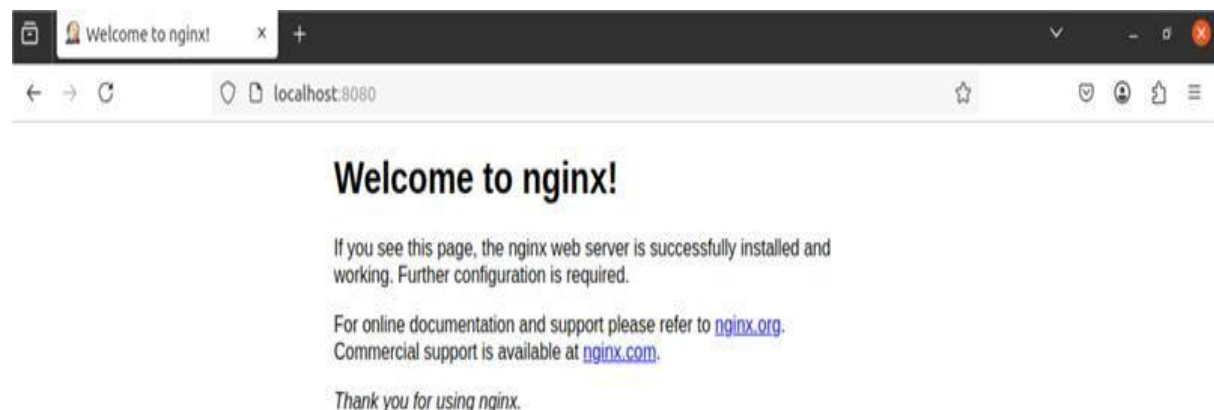 Welcome to nginx!
localhost:8080
Welcome to nginx!
If you see this page, the nginx web server is successfully installed and
working. Further configuration is required.
For online documentation and support please refer to nginx.org.
Commercial support is available at nginx.com.
Thank you for using nginx.